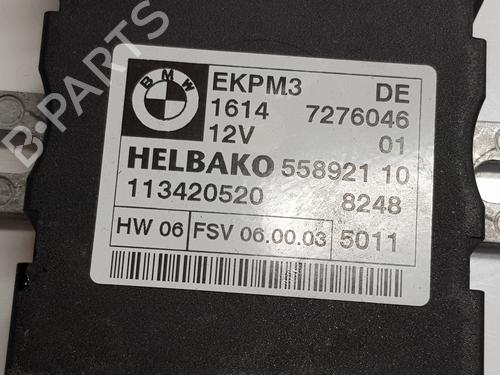 B-PARTS
BMW
EKPM3 DE
1614 7276046
12V 01
HELBAKO 558921 10
113420520 8248
HW 06 FSV 06.00.03 5011